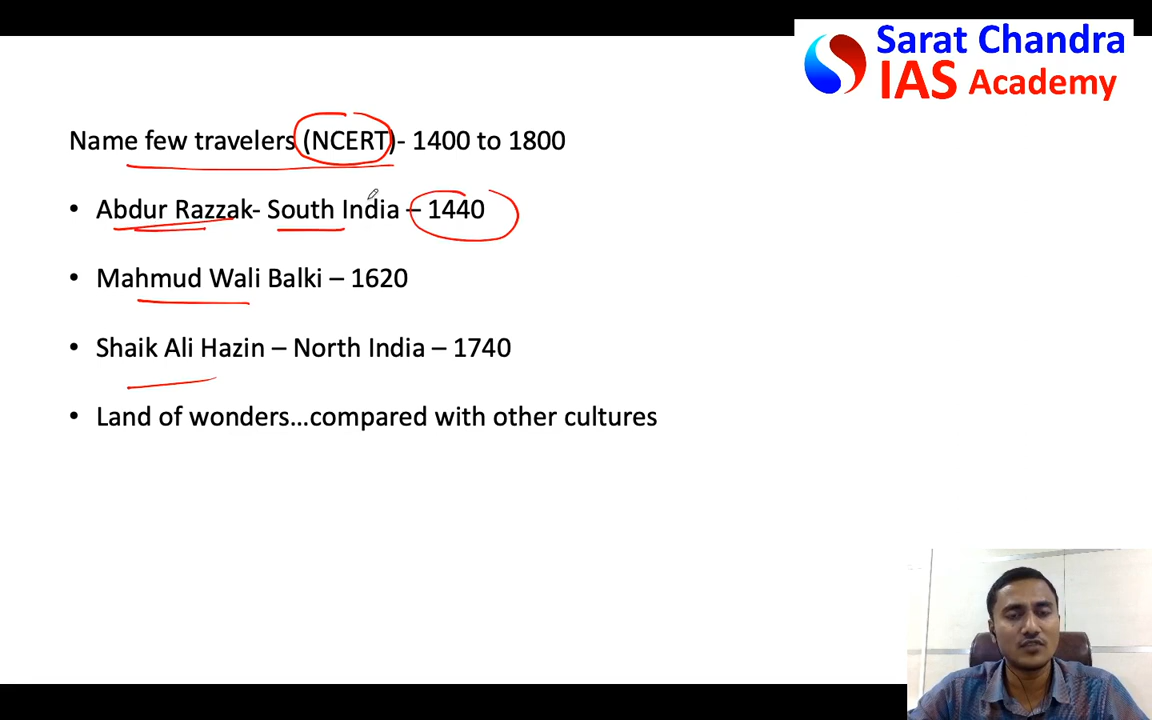 Sarat Chandra
IAS Academy
Name few travelers (NCERT)- 1400 to 1800
• Abdur Razzak- South India – 1440
• Mahmud Wali Balki – 1620
• Shaik Ali Hazin – North India – 1740
• Land of wonders...compared with other cultures